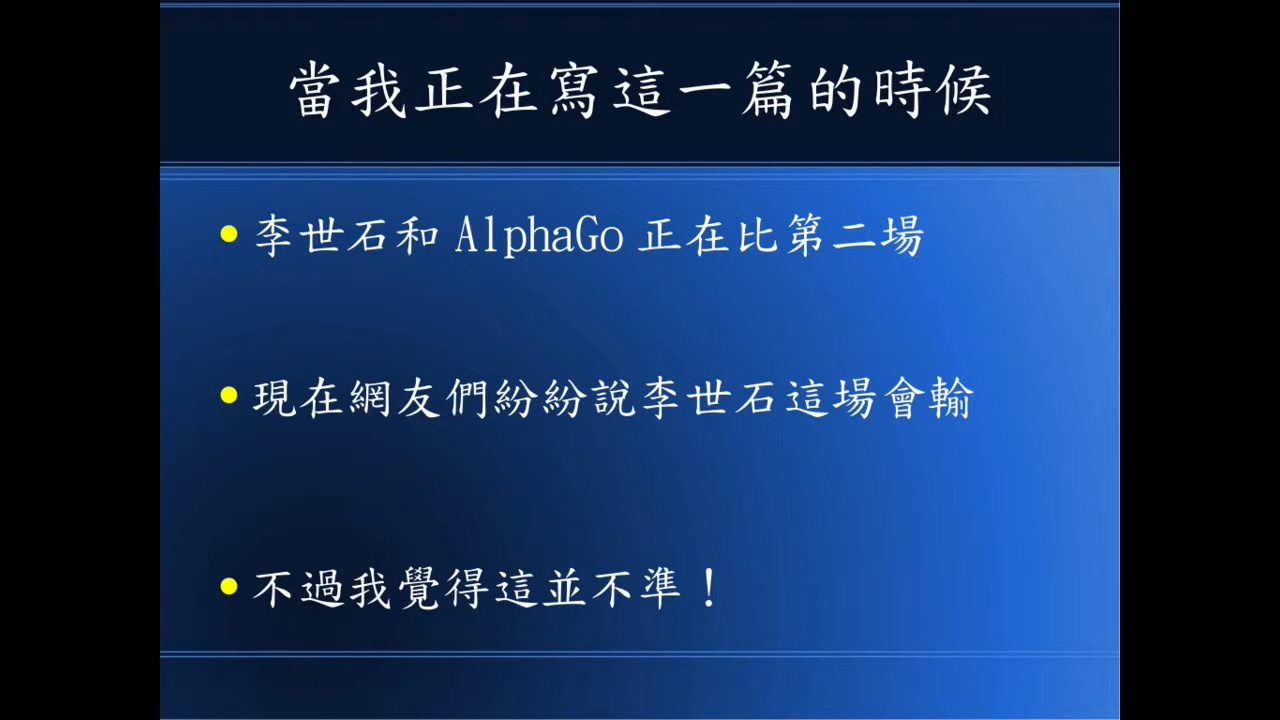 當我正在寫這一篇的時候
李世石和 AlphaGo 正在比第二場
現在網友們紛紛說李世石這場會輸
不過我覺得這並不準！